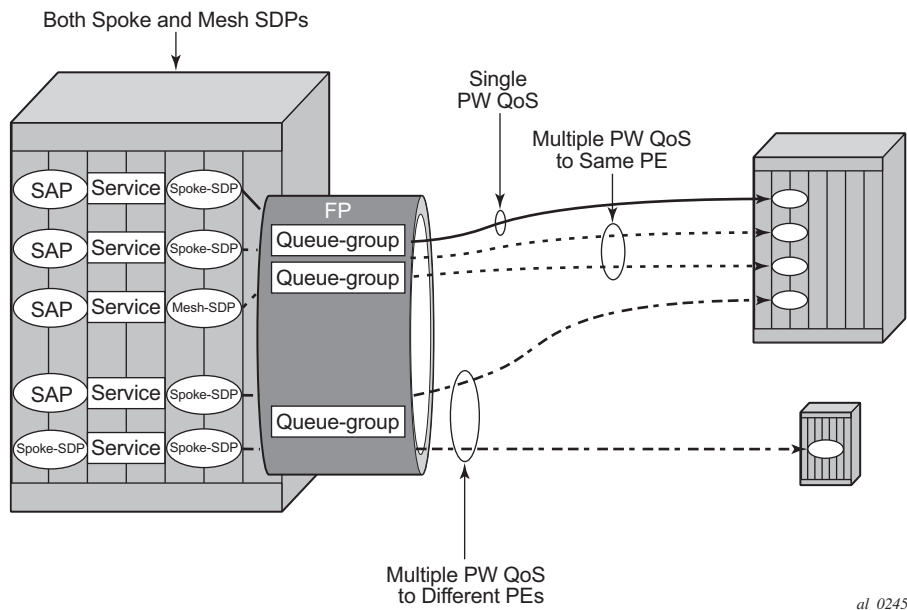 Both Spoke and Mesh SDPs
Single
PW QoS
Multiple PW QoS
to Same PE
SAP Service Spoke-SDP
FP
Queue-group
SAP Service Spoke-SDP
Queue-group
SAP Service Mesh-SDP
SAP Service Spoke-SDP
Queue-group
Spoke-SDP Service Spoke-SDP
Multiple PW QoS
to Different PEs
al_0245